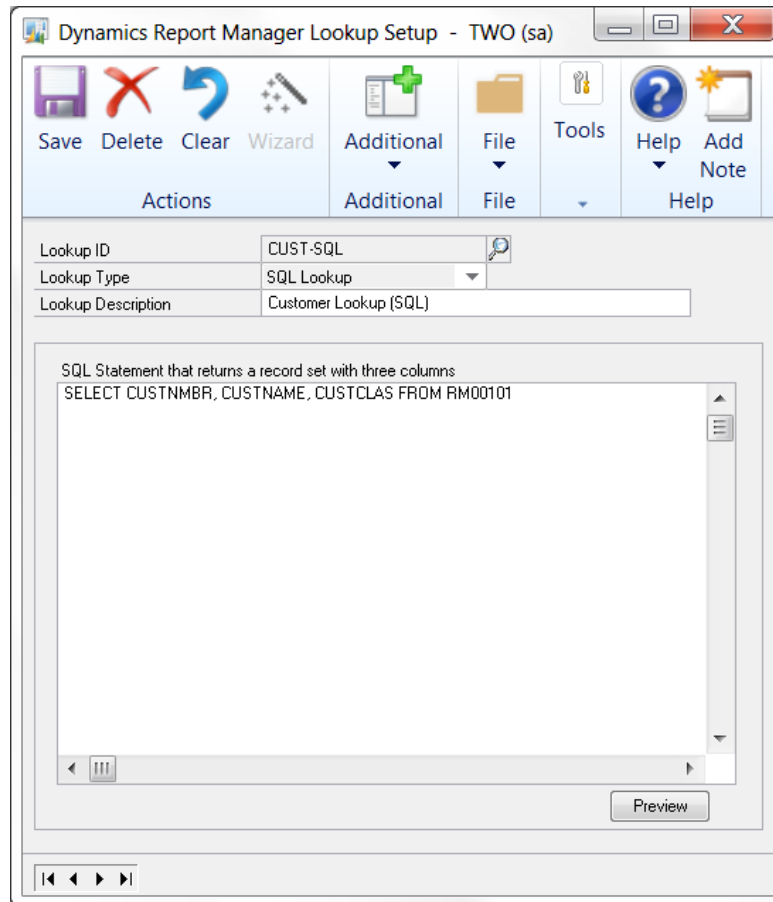 Dynamics Report Manager Lookup Setup - TWO (sa)
Save Delete Clear Wizard Additional File Tools Help Add Note
Actions Additional File Help
Lookup ID CUST-SQL
Lookup Type SQL Lookup
Lookup Description Customer Lookup (SQL)
SQL Statement that returns a record set with three columns
SELECT CUSTNMBR, CUSTNAME, CUSTCLAS FROM RM00101
Preview